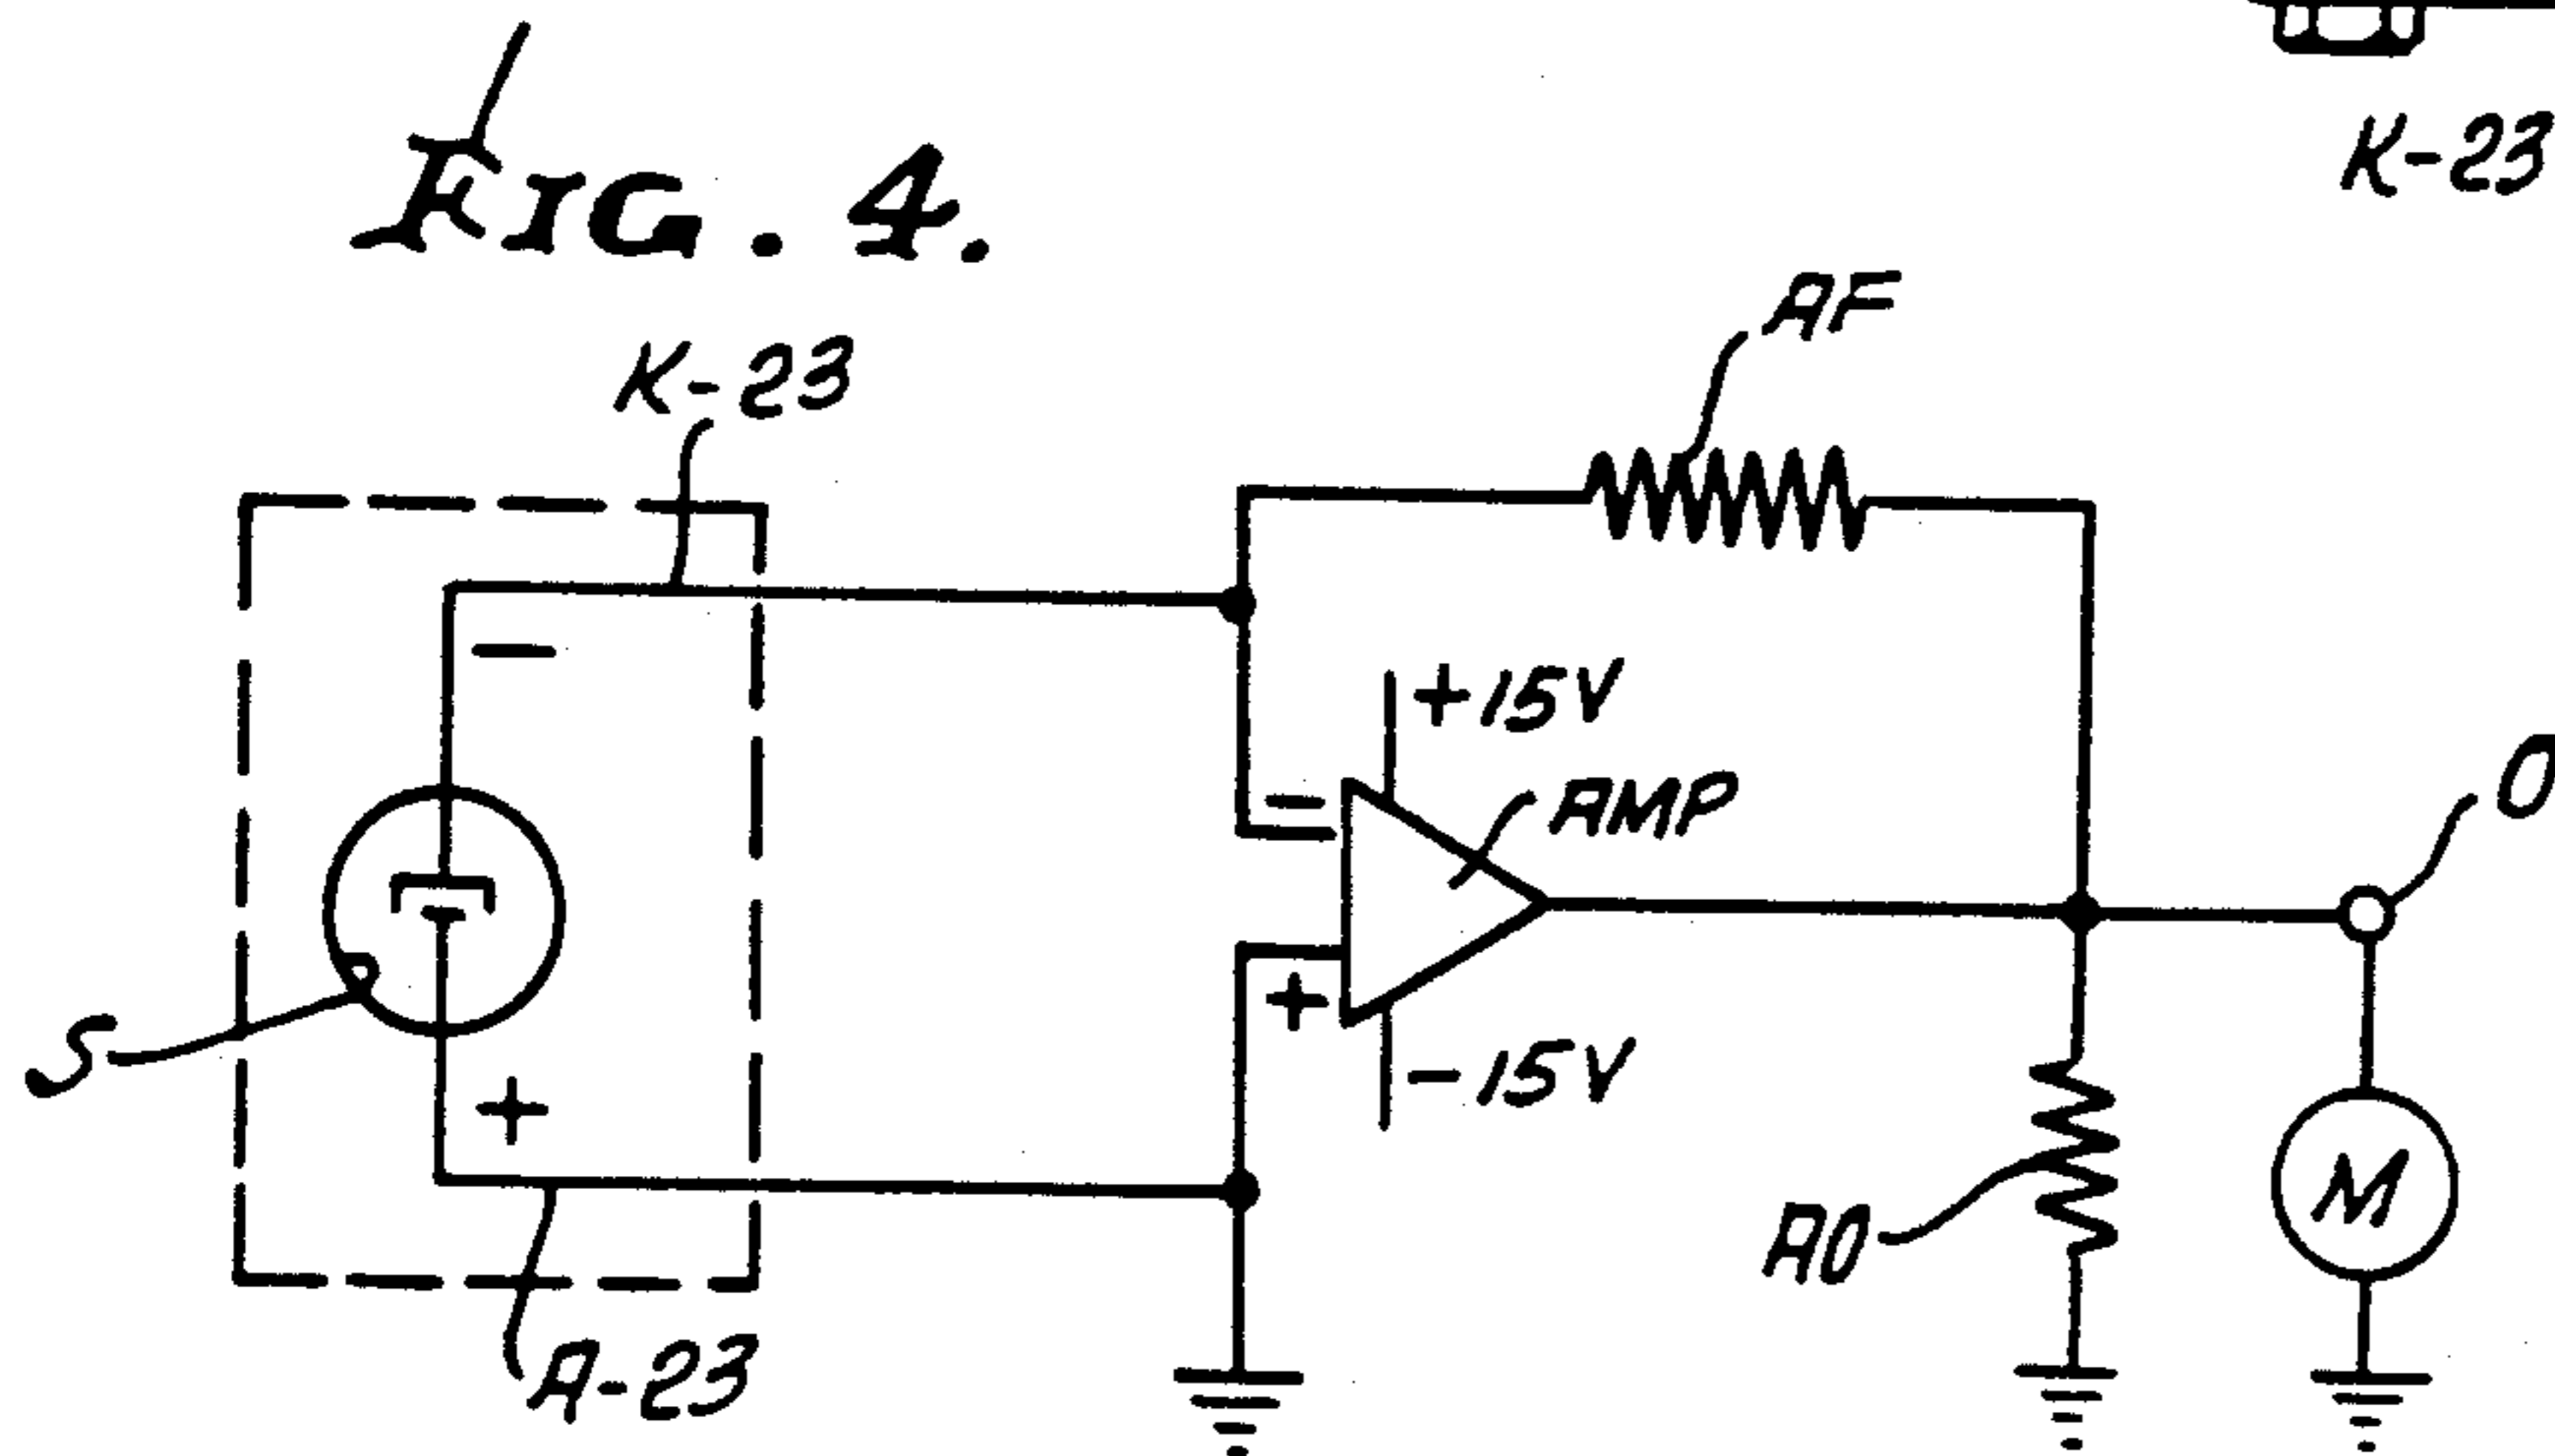 FIG. 4.
K-23
K-23
AF
+15V
-
AMP
O
-
+
S
+
-15V
AO
M
A-23